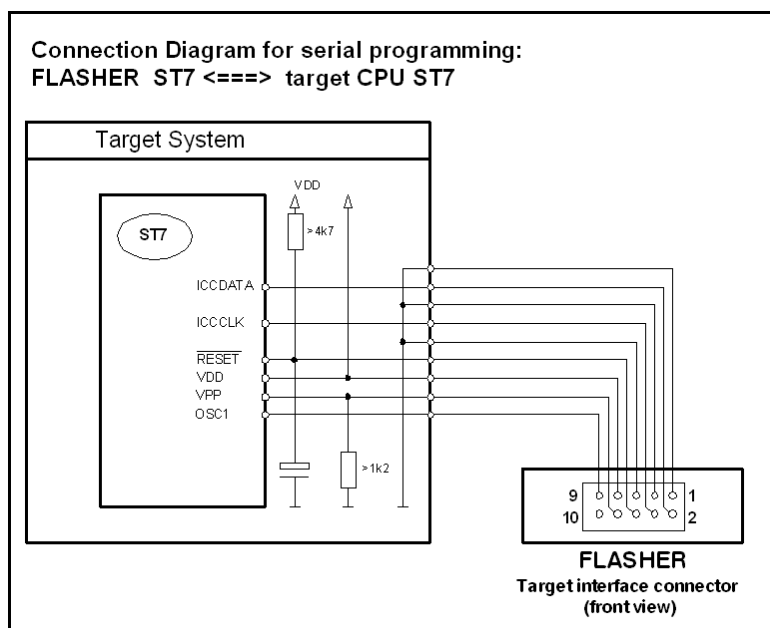 Connection Diagram for serial programming:
FLASHER ST7 <===> target CPU ST7
Target System
VDD
ST7
>4k7
ICCDATA
ICCCLK
RESET
VDD
VPP
OSC1
>1k2
9
1
10
2
FLASHER
Target interface connector
(front view)